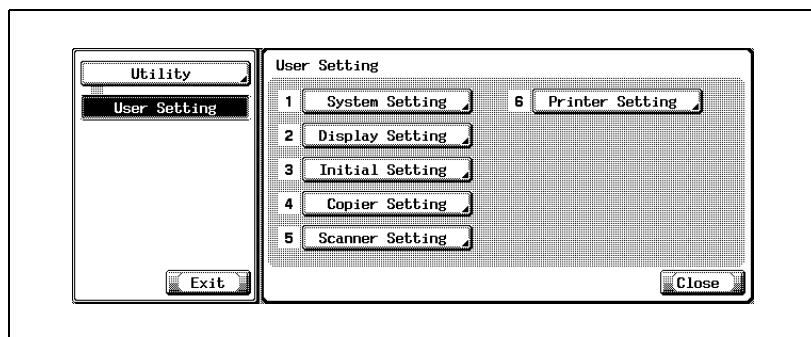 Utility
User Setting
Exit
User Setting
1 System Setting
2 Display Setting
3 Initial Setting
4 Copier Setting
5 Scanner Setting
6 Printer Setting
Close